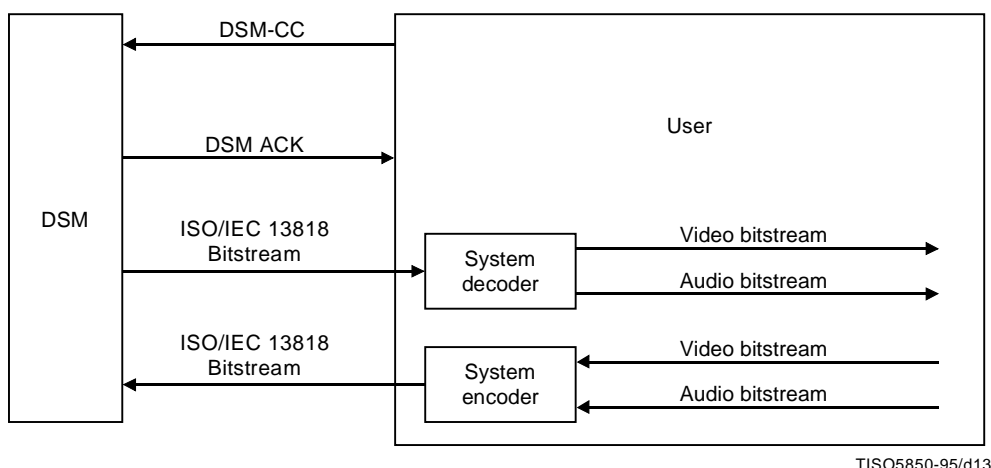 DSM-CC
User
DSM ACK
DSM
ISO/IEC 13818
Bitstream
System
decoder
Video bitstream
Audio bitstream
ISO/IEC 13818
Bitstream
System
encoder
Video bitstream
Audio bitstream
TISO5850-95/d13